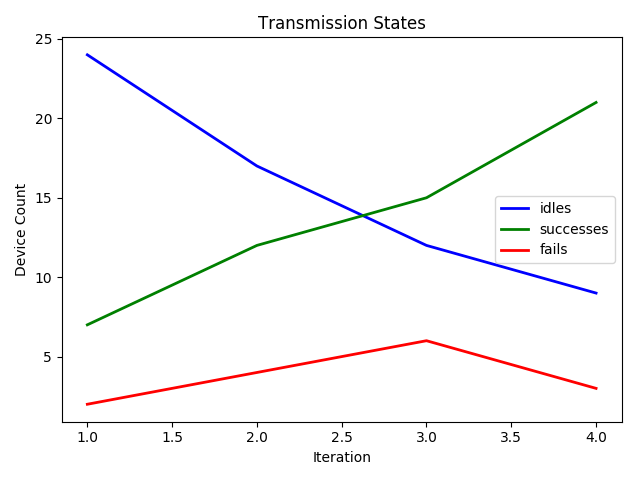 Transmission States
Device Count
25
20
15
10
5
idles
successes
fails
1.0 1.5 2.0 2.5 3.0 3.5 4.0
Iteration